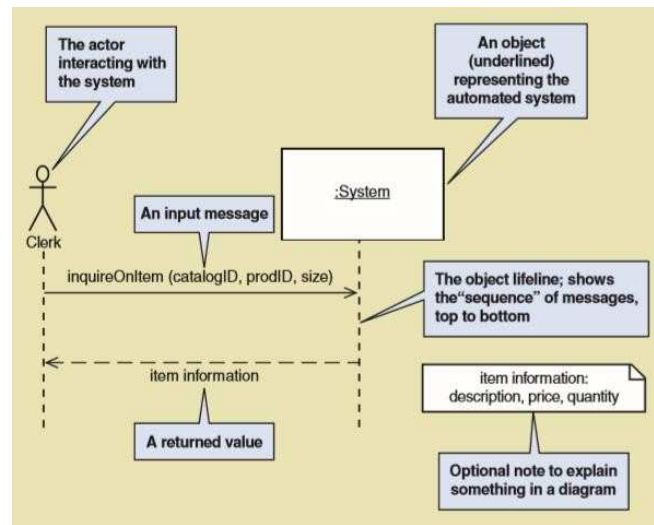 The actor
interacting with
the system
An object
(underlined)
representing the
automated system
:System
An input message
Clerk
inquireOnItem (catalogID, prodID, size)
The object lifeline; shows
the“sequence” of messages,
top to bottom
item information
item information:
description, price, quantity
A returned value
Optional note to explain
something in a diagram